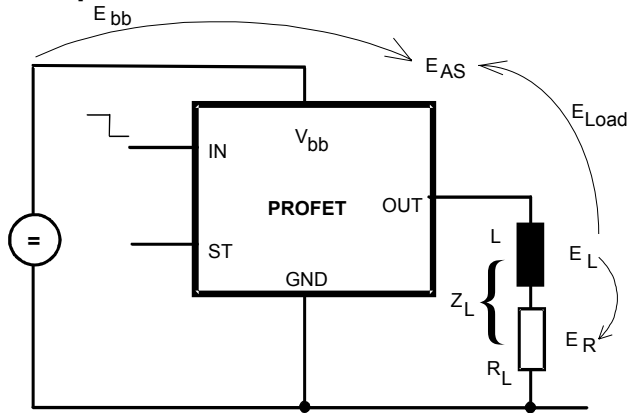 E bb
E AS
E Load
IN
V bb
PROFET
OUT
ST
GND
=
L
E L
Z L
{
R L
E R